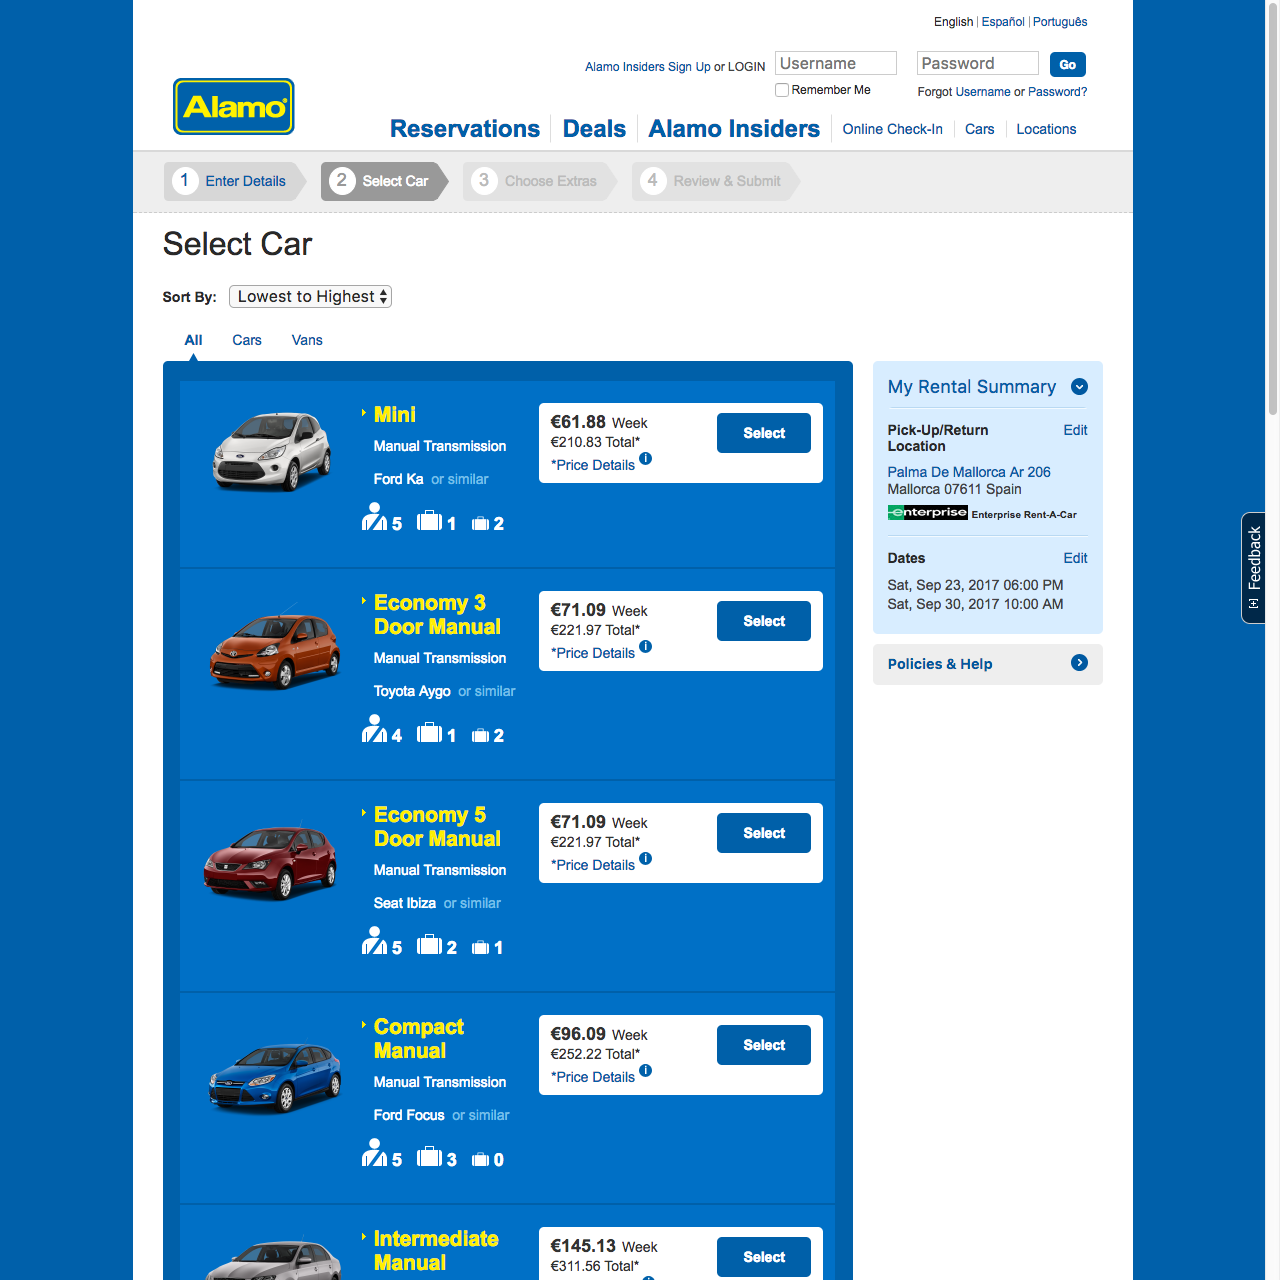 English | Español | Português
Alamo Insiders Sign Up or LOGIN
Username
Password
Go
Remember Me
Forgot Username or Password?
Alamo
Reservations
Deals
Alamo Insiders
Online Check-In
Cars
Locations
1 Enter Details
2 Select Car
3 Choose Extras
4 Review & Submit
Select Car
Sort By: Lowest to Highest
All
Cars
Vans
Mini
Manual Transmission
Ford Ka or similar
5 1 2
€61.88 Week
€210.83 Total*
*Price Details i
Select
Economy 3
Door Manual
Manual Transmission
Toyota Aygo or similar
4 1 2
€71.09 Week
€221.97 Total*
*Price Details i
Select
Economy 5
Door Manual
Manual Transmission
Seat Ibiza or similar
5 2 1
€71.09 Week
€221.97 Total*
*Price Details i
Select
Compact
Manual
Manual Transmission
Ford Focus or similar
5 3 0
€96.09 Week
€252.22 Total*
*Price Details i
Select
Intermediate
Manual
€145.13 Week
€311.56 Total*
Select
My Rental Summary
Pick-Up/Return
Location
Edit
Palma De Mallorca Ar 206
Mallorca 07611 Spain
enterprise Enterprise Rent-A-Car
Dates
Edit
Sat, Sep 23, 2017 06:00 PM
Sat, Sep 30, 2017 10:00 AM
Policies & Help
[+] Feedback